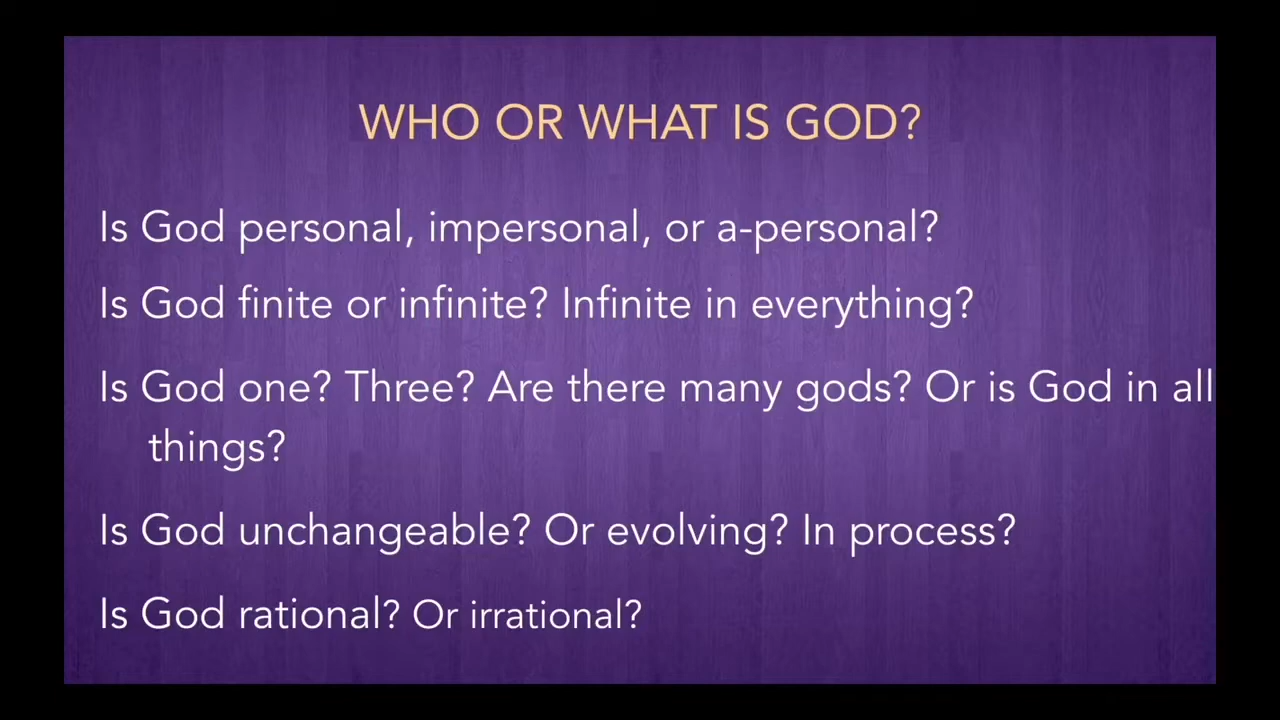 WHO OR WHAT IS GOD?
Is God personal, impersonal, or a-personal?
Is God finite or infinite? Infinite in everything?
Is God one? Three? Are there many gods? Or is God in all
things?
Is God unchangeable? Or evolving? In process?
Is God rational? Or irrational?